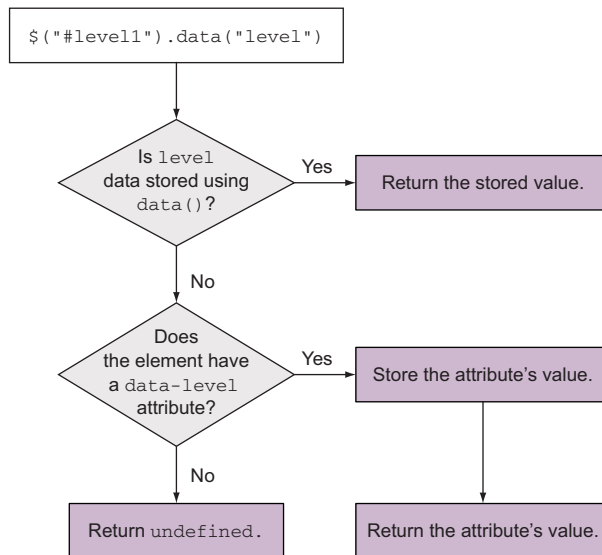 $("#level1").data("level")
Is level
data stored using
data()?
Yes
Return the stored value.
No
Does
the element have
a data-level
attribute?
Yes
Store the attribute’s value.
No
Return undefined.
Return the attribute’s value.